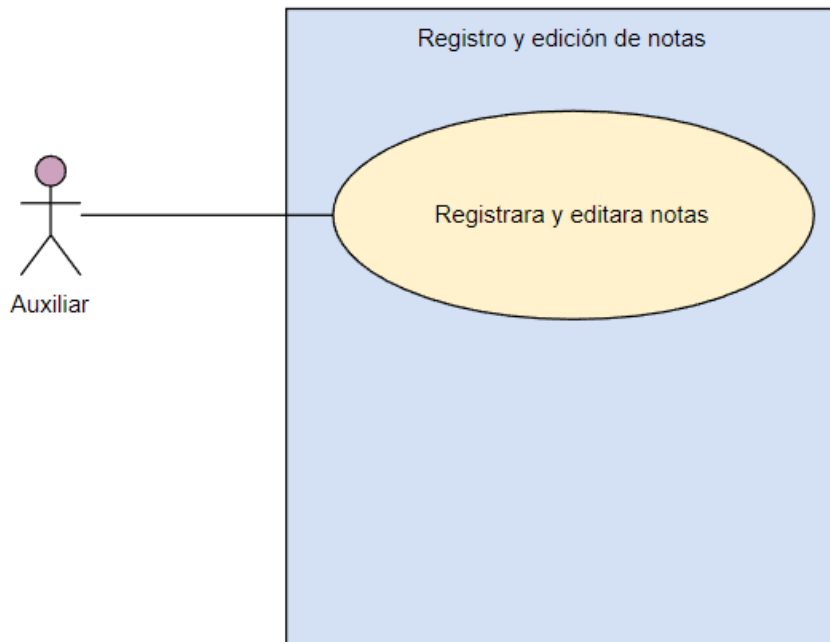 Registro y edición de notas
Registrara y editara notas
Auxiliar